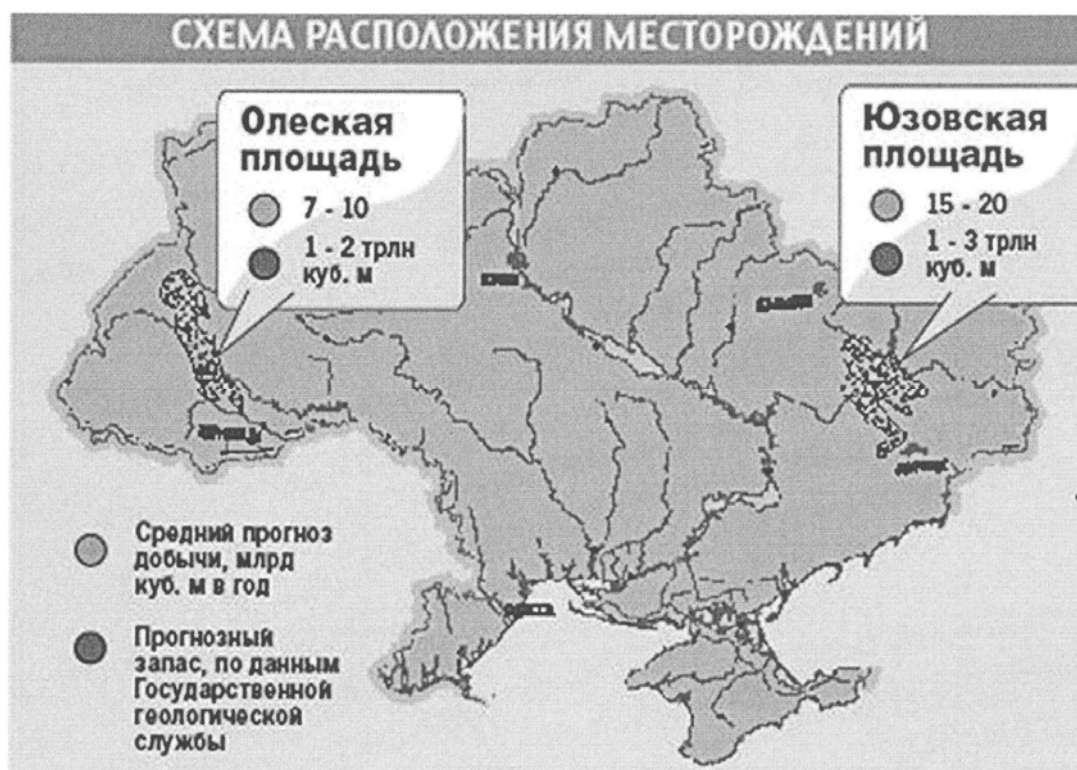 СХЕМА РАСПОЛОЖЕНИЯ МЕСТОРОЖДЕНИЙ
Олеская
площадь
7 - 10
1 - 2 трлн
куб. м
Юзовская
площадь
15 - 20
1 - 3 трлн
куб. м
Средний прогноз
добычи, млрд
куб. м в год
Прогнозный
запас, по данным
Государственной
геологической
службы